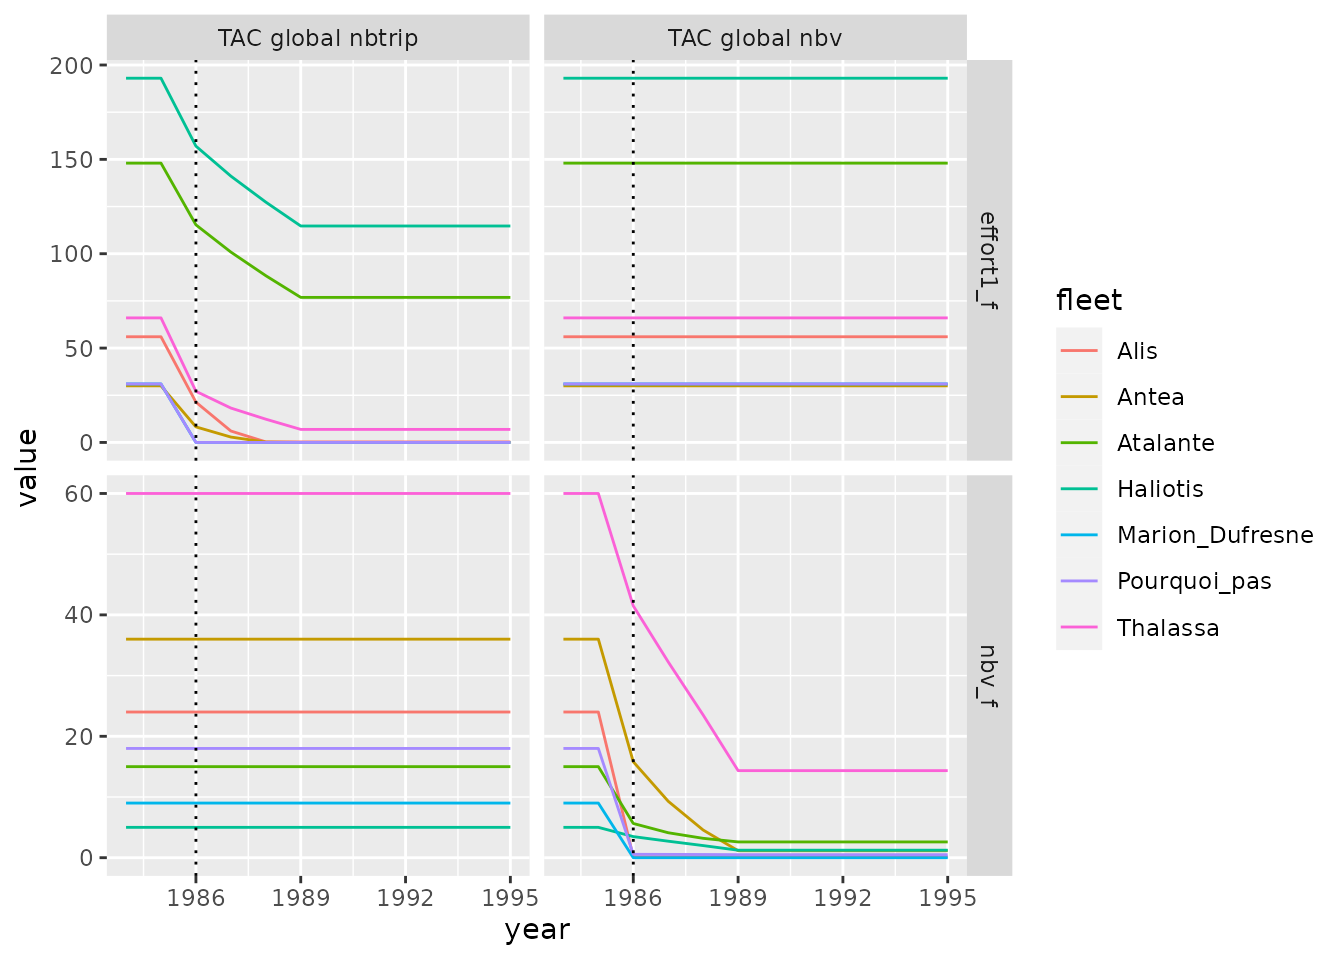 TAC global nbtrip
TAC global nbv
200
150
100
50
0
effort1_f
60
40
20
0
nbv_f
1986
1989
1992
1995
1986
1989
1992
1995
year
value
fleet
Alis
Antea
Atalante
Haliotis
Marion_Dufresne
Pourquoi_pas
Thalassa